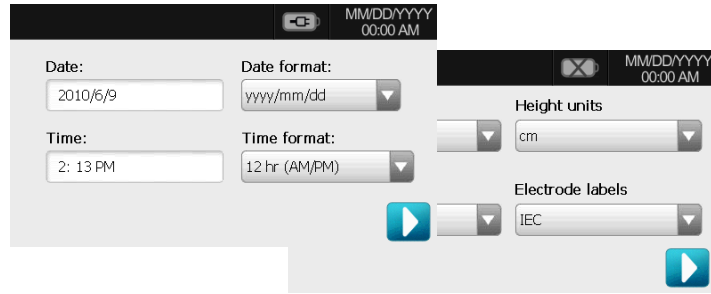 MM/DD/YYYY
00:00 AM
Date:
Date format:
2010/6/9
yyyy/mm/dd
Time:
Time format:
2: 13 PM
12 hr (AM/PM)
MM/DD/YYYY
00:00 AM
Height units
cm
Electrode labels
IEC